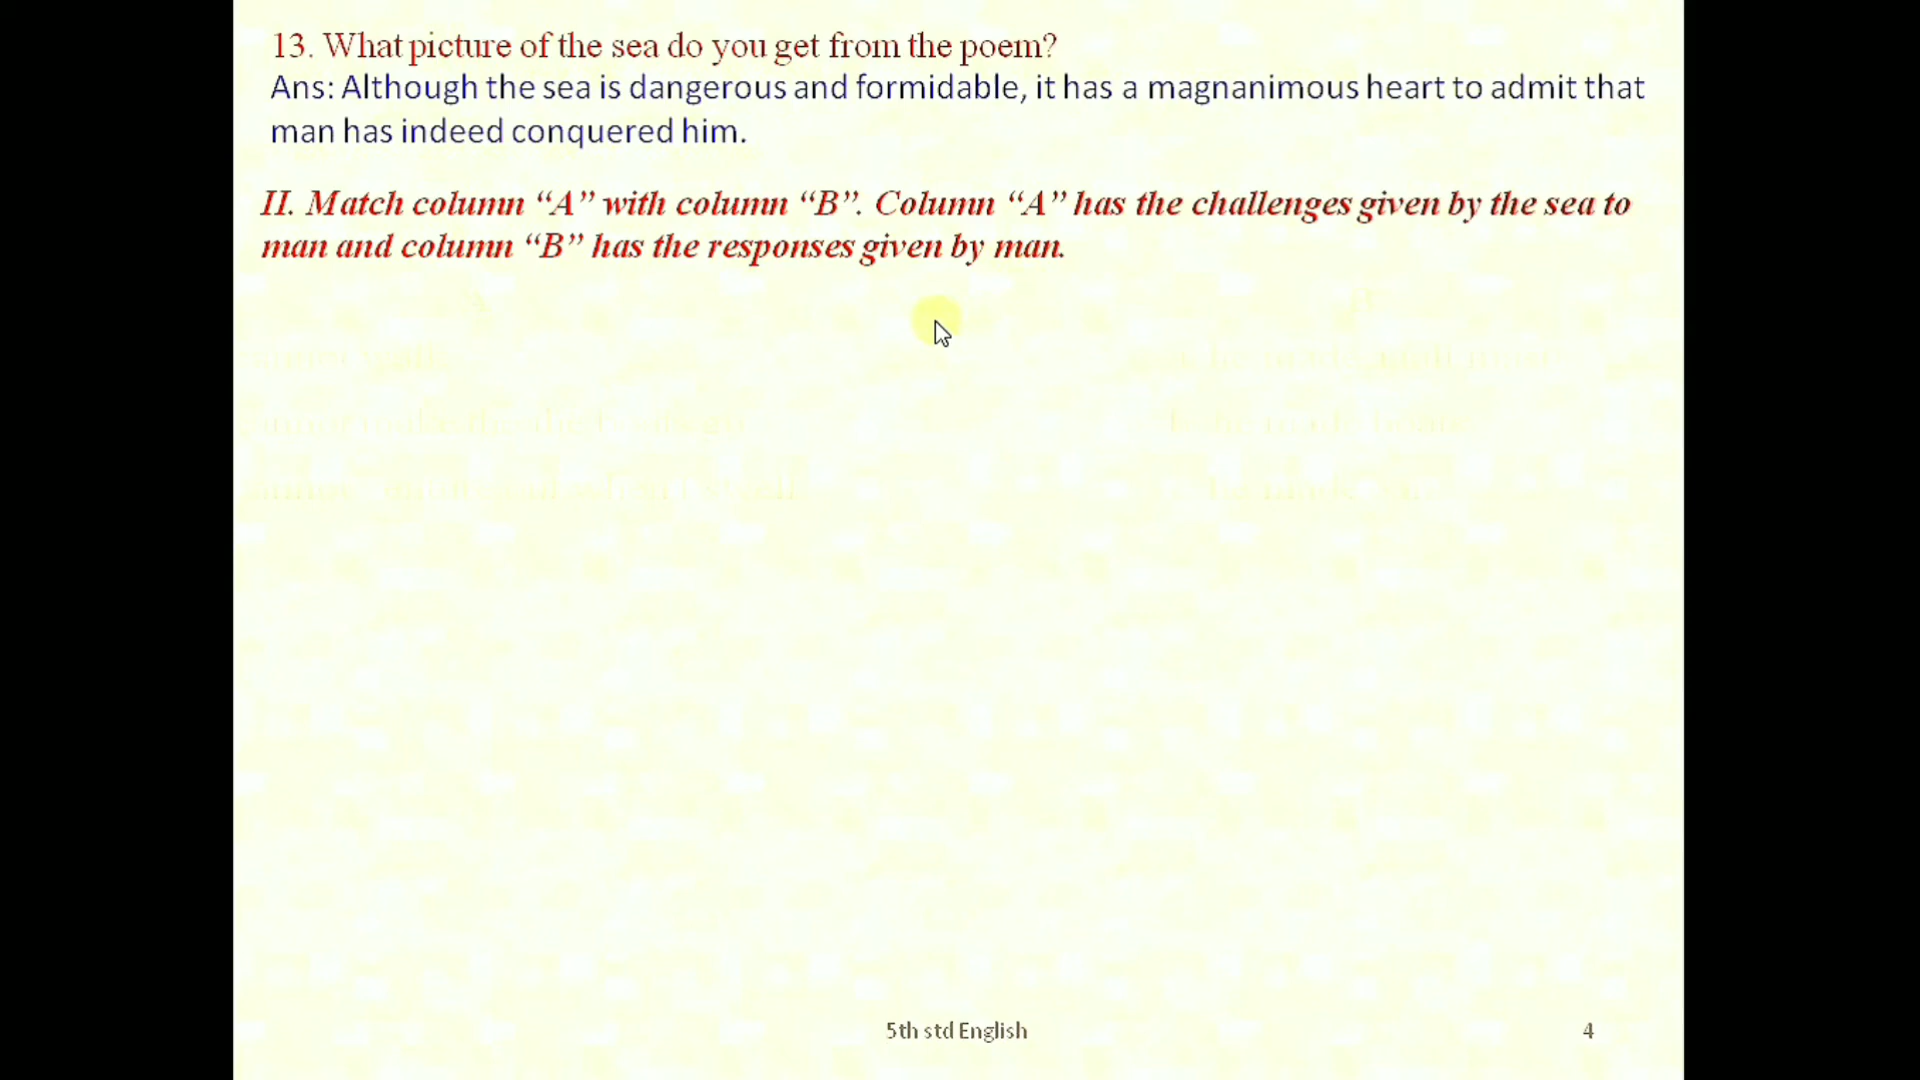 13. What picture of the sea do you get from the poem?
Ans: Although the sea is dangerous and formidable, it has a magnanimous heart to admit that
man has indeed conquered him.
II. Match column “A” with column “B”. Column “A” has the challenges given by the sea to
man and column “B” has the responses given by man.
5th std English
4